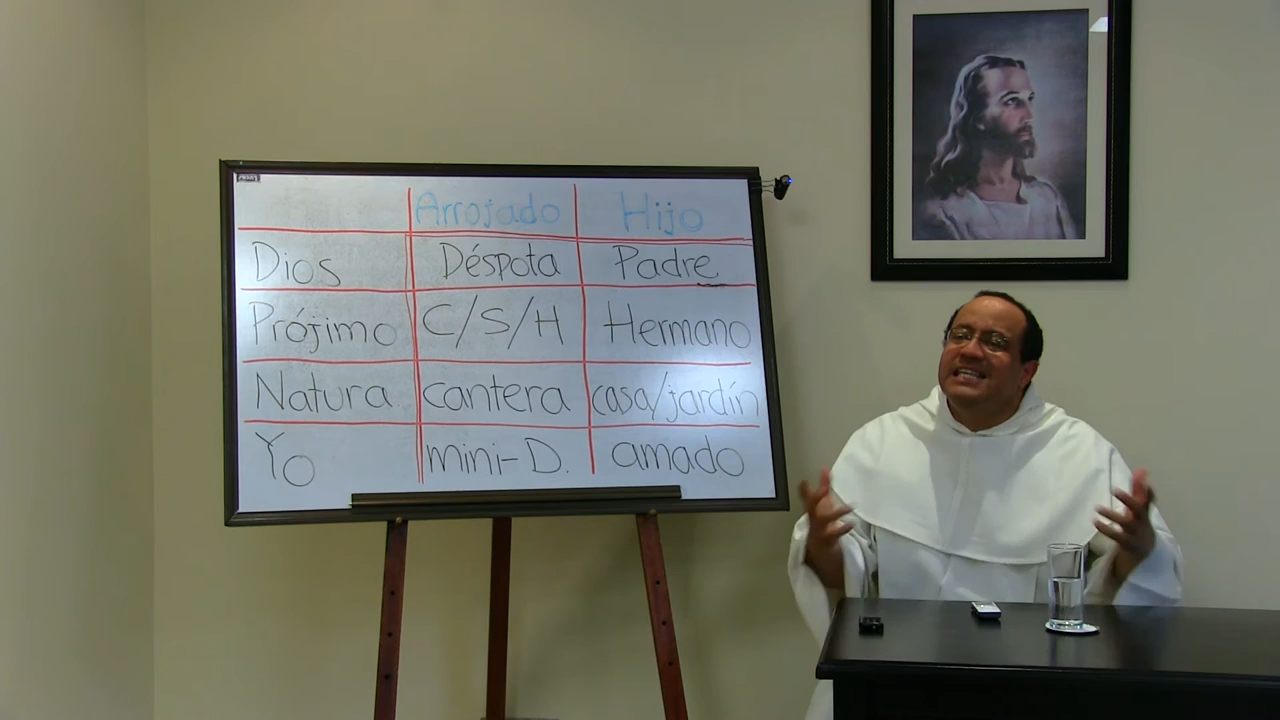 Arrojado Hijo
Dios Déspota Padre
Prójimo C/S/H Hermano
Natura cantera casa/jardín
Yo mini-D. amado